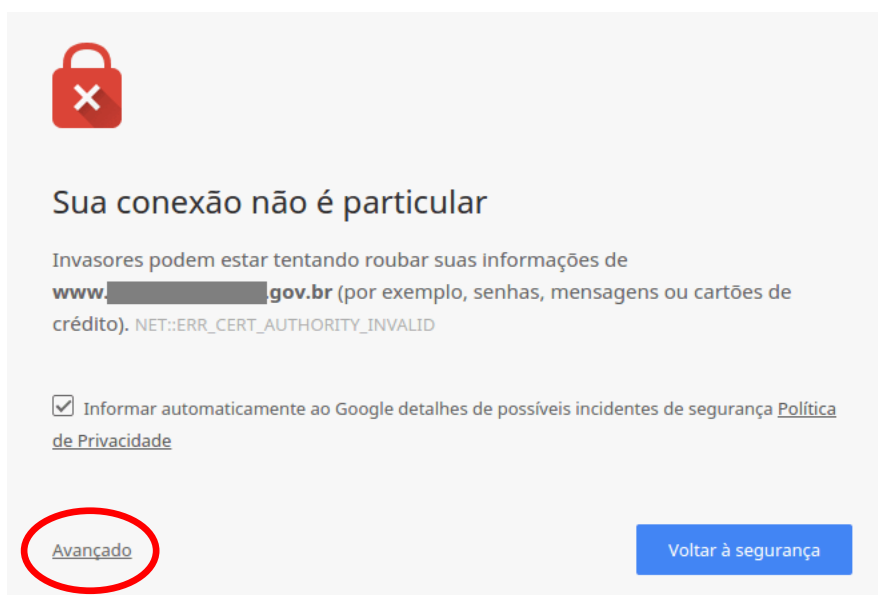 Sua conexão não é particular
Invasores podem estar tentando roubar suas informações de
www. .gov.br (por exemplo, senhas, mensagens ou cartões de
crédito). NET::ERR_CERT_AUTHORITY_INVALID
Informar automaticamente ao Google detalhes de possíveis incidentes de segurança Política
de Privacidade
Avançado
Voltar à segurança